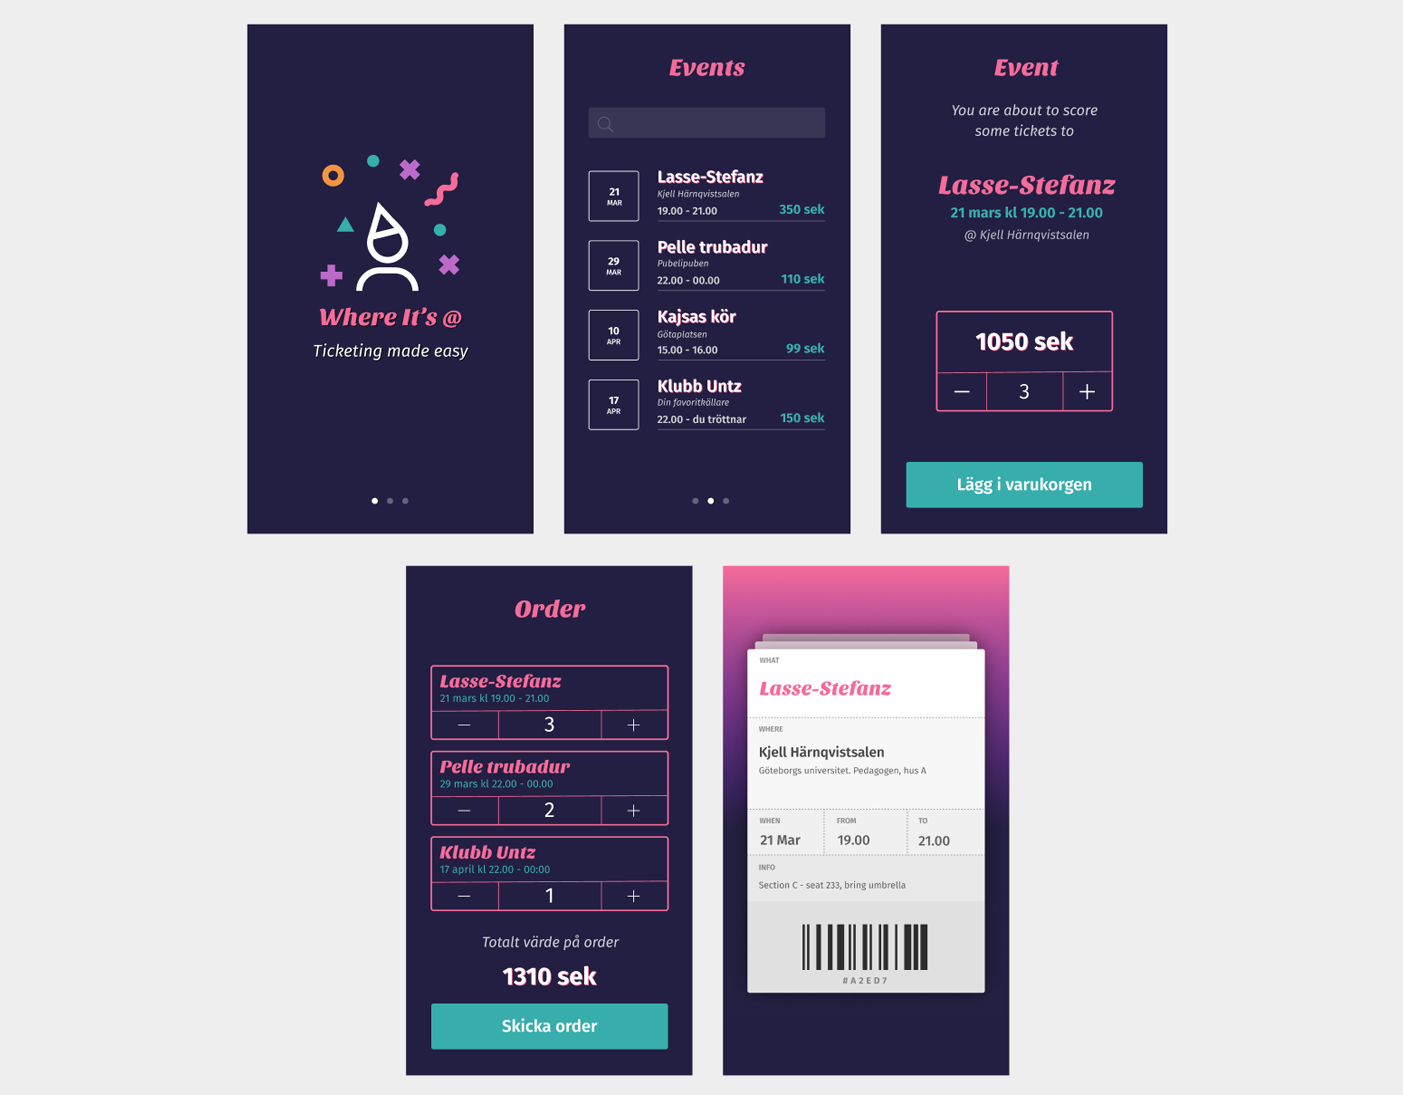 Where It's @
Ticketing made easy
Events
21
MAR
Lasse-Stefanz
Kjell Härnqvistsalen
19.00 - 21.00
350 sek
29
MAR
Pelle trubadur
Pubelipuben
22.00 - 00.00
110 sek
10
APR
Kajsas kör
Götaplatsen
15.00 - 16.00
99 sek
17
APR
Klubb Untz
Din favoritkällare
22.00 - du tröttnar
150 sek
Event
You are about to score
some tickets to
Lasse-Stefanz
21 mars kl 19.00 - 21.00
@ Kjell Härnqvistsalen
1050 sek
− 3 +
Lägg i varukorgen
Order
Lasse-Stefanz
21 mars kl 19.00 - 21.00
− 3 +
Pelle trubadur
29 mars kl 22.00 - 00.00
− 2 +
Klubb Untz
17 april kl 22.00 - 00:00
− 1 +
Totalt värde på order
1310 sek
Skicka order
WHAT
Lasse-Stefanz
WHERE
Kjell Härnqvistsalen
Göteborgs universitet. Pedagogen, hus A
WHEN FROM TO
21 Mar 19.00 21.00
INFO
Section C - seat 233, bring umbrella
#A2ED7